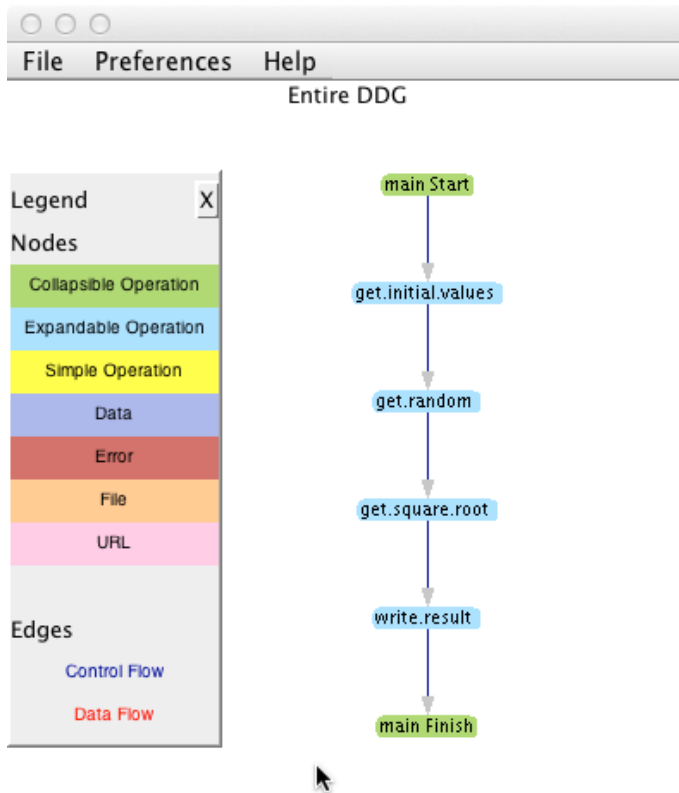 File Preferences Help
Entire DDG
Legend X
Nodes
Collapsible Operation
Expandable Operation
Simple Operation
Data
Error
File
URL
Edges
Control Flow
Data Flow
main Start
get.initial.values
get.random
get.square.root
write.result
main Finish